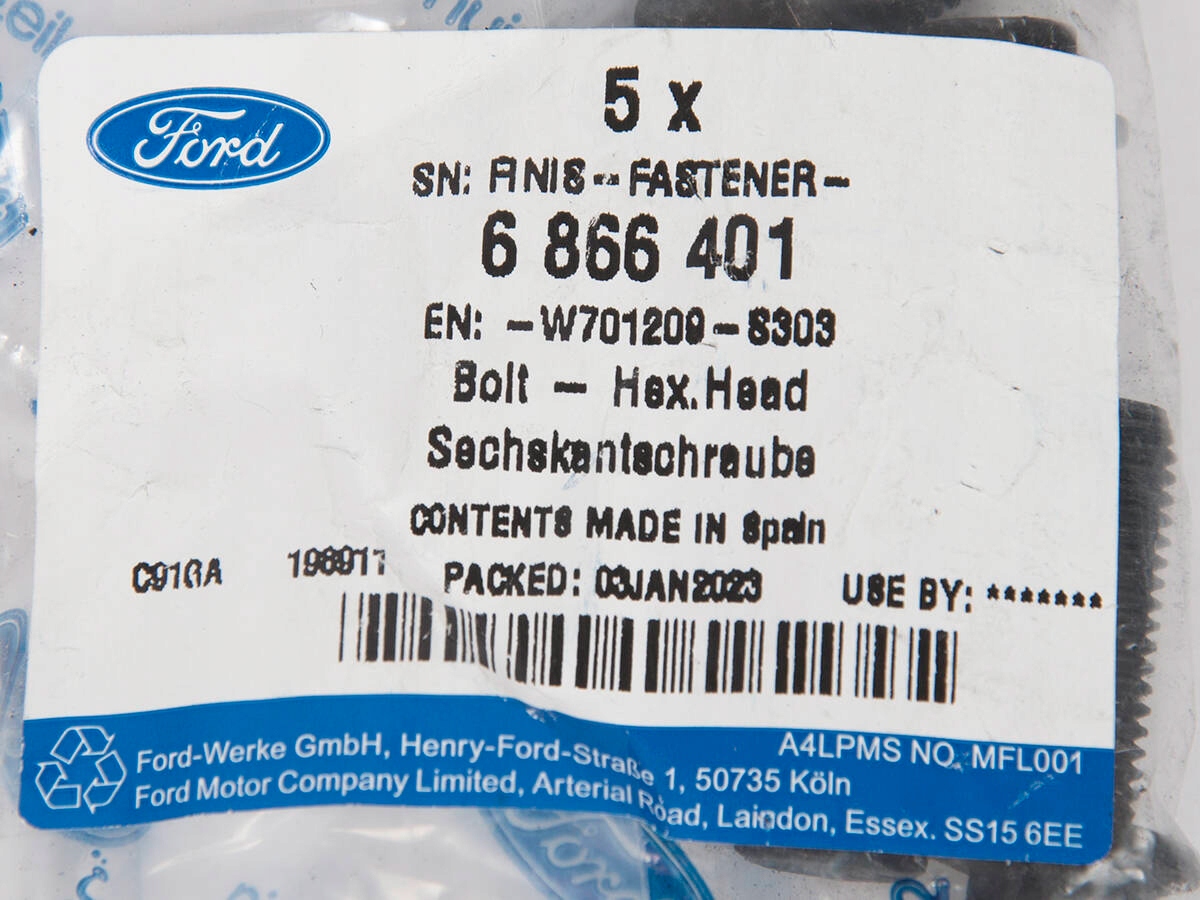 Ford
5 x
SN: FINIS--FASTENER-
6 866 401
EN: -W701209-S303
Bolt - Hex.Head
Sechskantschraube
CONTENTS MADE IN Spain
PACKED: 03JAN2023 USE BY: *******
A4LPMS NO. MFL001
Ford-Werke GmbH, Henry-Ford-Straße 1, 50735 Köln
Ford Motor Company Limited, Arterial Road, Laindon, Essex. SS15 6EE